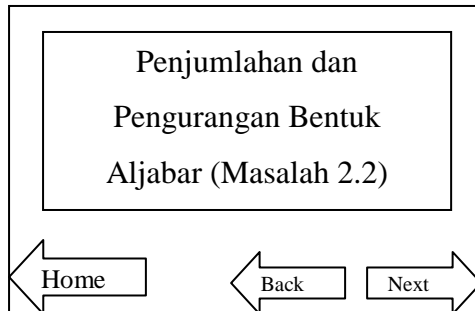 Penjumlahan dan
Pengurangan Bentuk
Aljabar (Masalah 2.2)
Home
Back
Next